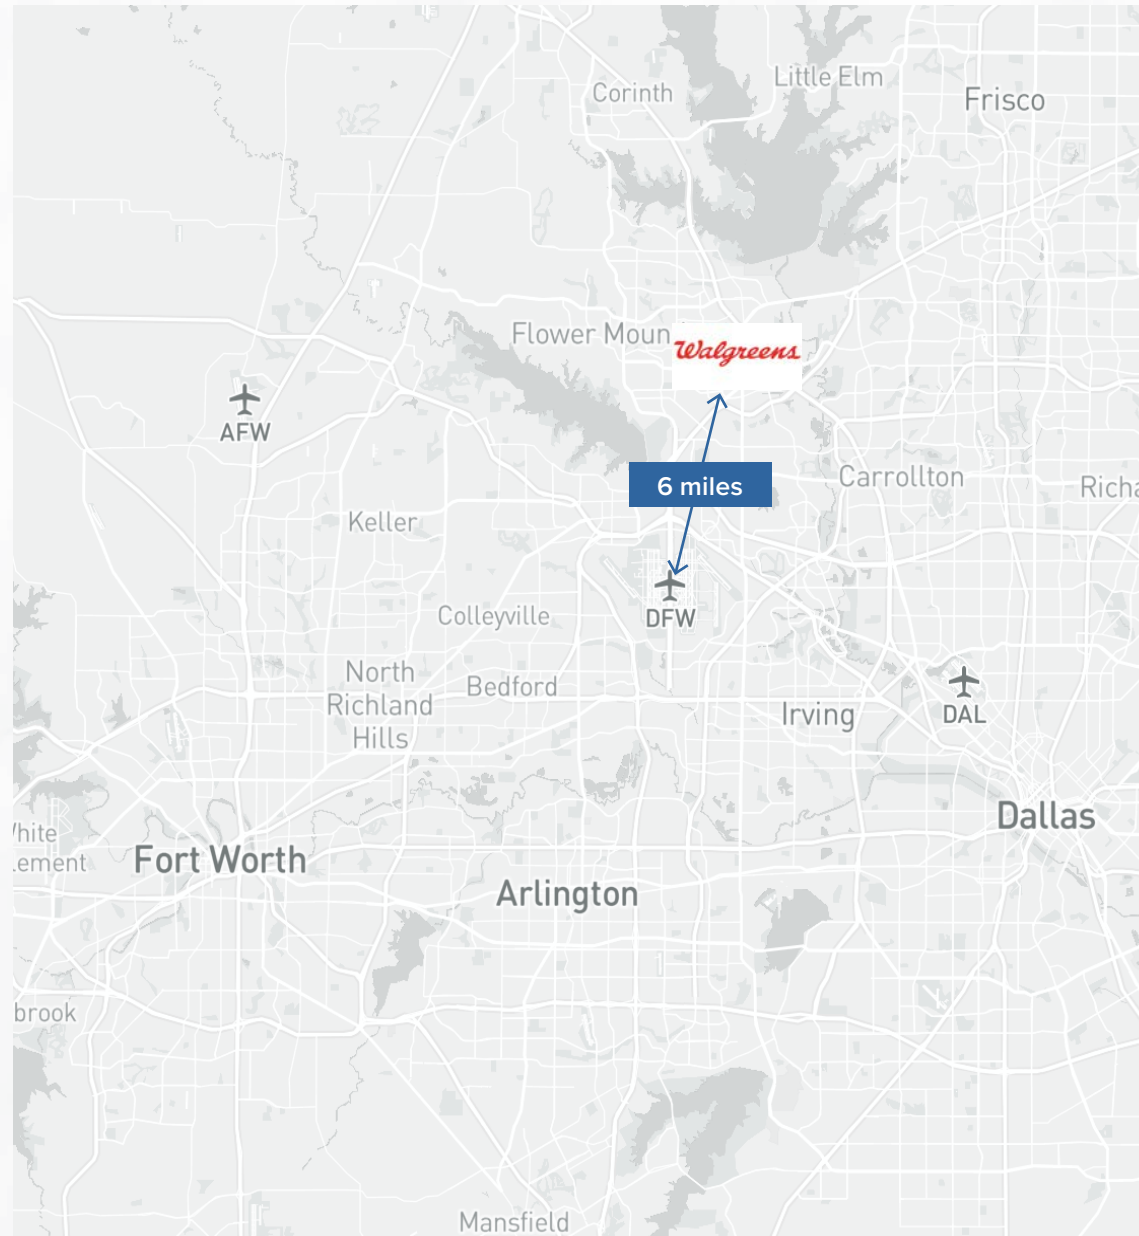 Little Elm
Corinth
Frisco
Flower Moun
Walgreens
AFW
Carrollton
6 miles
Richa
Keller
DFW
Colleyville
North
Richland
Hills
Bedford
DAL
Irving
Dallas
hite
lement
Fort Worth
Arlington
brook
Mansfield